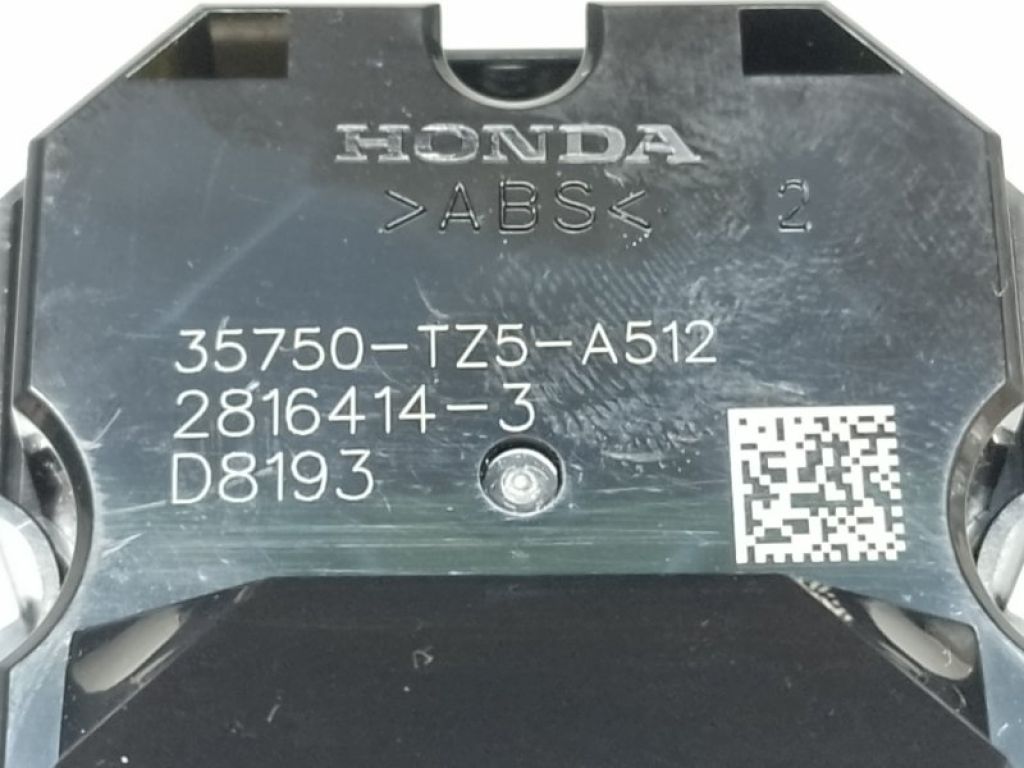 HONDA
>ABS< 2
35750-TZ5-A512
2816414-3
D8193